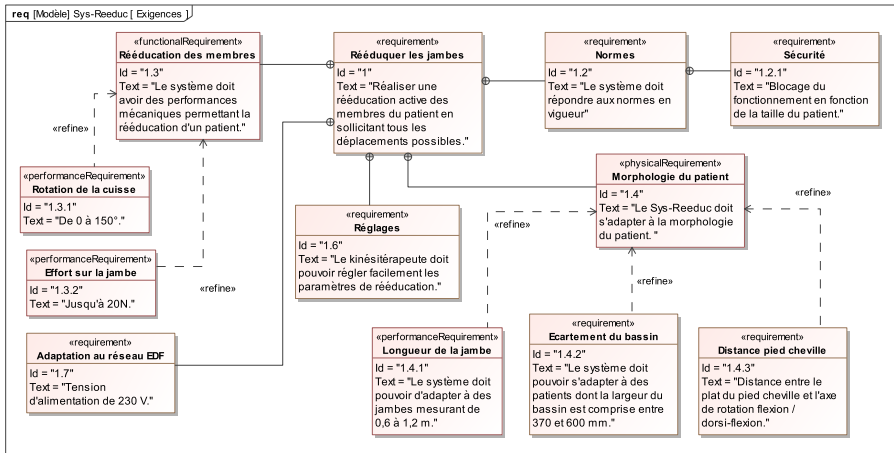 req [Modèle] Sys-Reeduc [ Exigences ]
«functionalRequirement»
Rééducation des membres
Id = "1.3"
Text = "Le système doit
avoir des performances
mécaniques permettant la
rééducation d'un patient."
«requirement»
Rééduquer les jambes
Id = "1"
Text = "Réaliser une
rééducation active des
membres du patient en
sollicitant tous les
déplacements possibles."
«requirement»
Normes
Id = "1.2"
Text = "Le système doit
répondre aux normes en
vigueur"
«requirement»
Sécurité
Id = "1.2.1"
Text = "Blocage du
fonctionnement en fonction
de la taille du patient."
«refine»
«performanceRequirement»
Rotation de la cuisse
Id = "1.3.1"
Text = "De 0 à 150°."
«physicalRequirement»
Morphologie du patient
Id = "1.4"
Text = "Le Sys-Reeduc doit
s'adapter à la morphologie
du patient. "
«refine»
«requirement»
Réglages
Id = "1.6"
Text = "Le kinésitérapeute doit
pouvoir régler facilement les
paramètres de rééducation."
«refine»
«performanceRequirement»
Effort sur la jambe
Id = "1.3.2"
Text = "Jusqu'à 20N."
«refine»
«refine»
«requirement»
Adaptation au réseau EDF
Id = "1.7"
Text = "Tension
d'alimentation de 230 V."
«performanceRequirement»
Longueur de la jambe
Id = "1.4.1"
Text = "Le système doit
pouvoir d'adapter à des
jambes mesurant de
0,6 à 1,2 m."
«requirement»
Ecartement du bassin
Id = "1.4.2"
Text = "Le système doit
pouvoir s'adapter à des
patients dont la largeur du
bassin est comprise entre
370 et 600 mm."
«requirement»
Distance pied cheville
Id = "1.4.3"
Text = "Distance entre le
plat du pied cheville et l'axe
de rotation flexion /
dorsi-flexion."